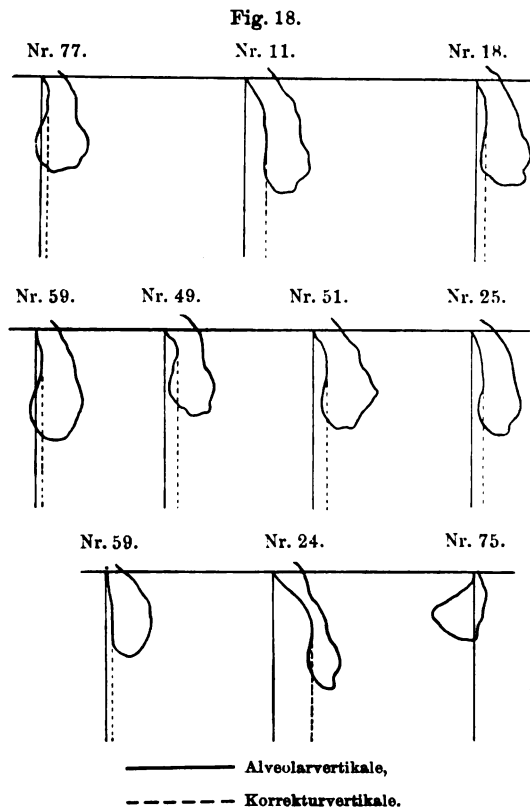 Fig. 18.
Nr. 77. Nr. 11. Nr. 18.
Nr. 59. Nr. 49. Nr. 51. Nr. 25.
Nr. 59. Nr. 24. Nr. 75.
Alveolarvertikale,
Korrekturvertikale.